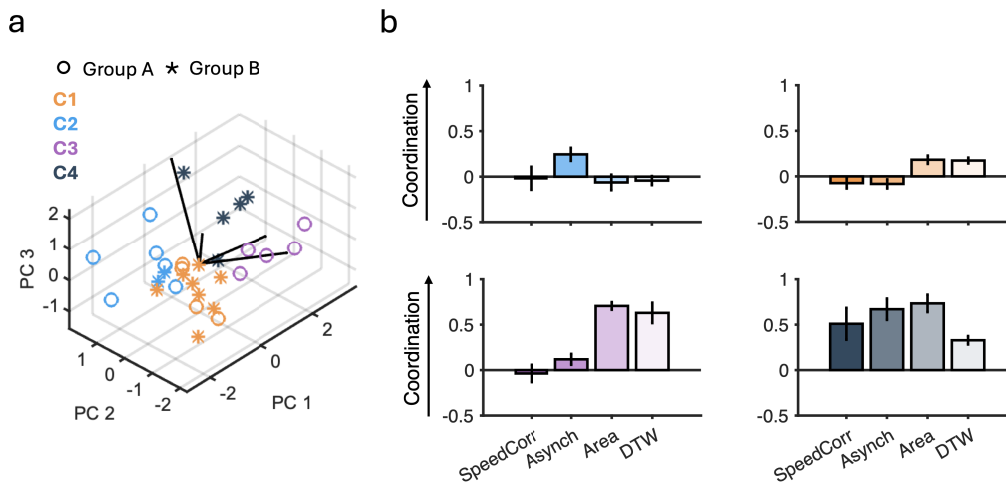 a
b
○ Group A * Group B
C1
C2
C3
C4
PC 3
2
1
0
-1
PC 2
1
0
-1
-2
PC 1
-2
0
2
Coordination
1
0.5
0
-0.5
1
0.5
0
-0.5
Coordination
1
0.5
0
-0.5
SpeedCorr
Asynch
Area
DTW
1
0.5
0
-0.5
SpeedCorr
Asynch
Area
DTW